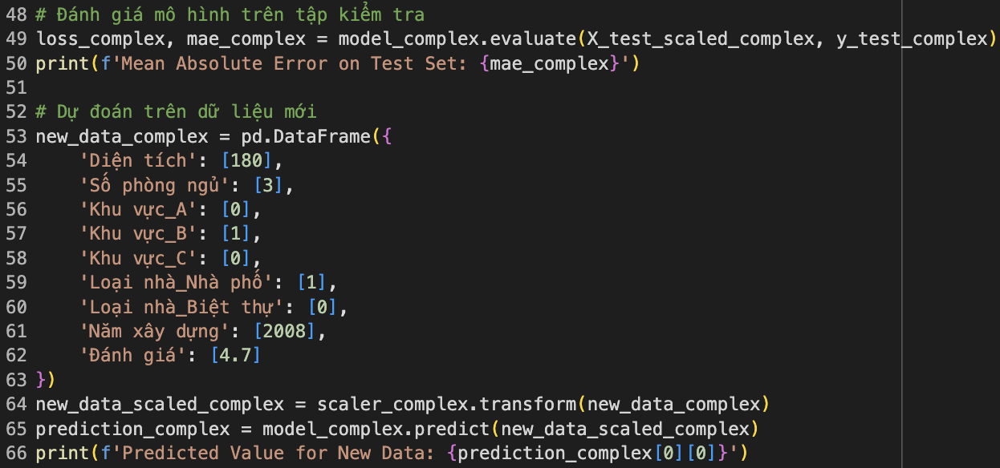 48 # Đánh giá mô hình trên tập kiểm tra
49 loss_complex, mae_complex = model_complex.evaluate(X_test_scaled_complex, y_test_complex)
50 print(f'Mean Absolute Error on Test Set: {mae_complex}')
51
52 # Dự đoán trên dữ liệu mới
53 new_data_complex = pd.DataFrame({
54     'Diện tích': [180],
55     'Số phòng ngủ': [3],
56     'Khu vực_A': [0],
57     'Khu vực_B': [1],
58     'Khu vực_C': [0],
59     'Loại nhà_Nhà phố': [1],
60     'Loại nhà_Biệt thự': [0],
61     'Năm xây dựng': [2008],
62     'Đánh giá': [4.7]
63 })
64 new_data_scaled_complex = scaler_complex.transform(new_data_complex)
65 prediction_complex = model_complex.predict(new_data_scaled_complex)
66 print(f'Predicted Value for New Data: {prediction_complex[0][0]}')